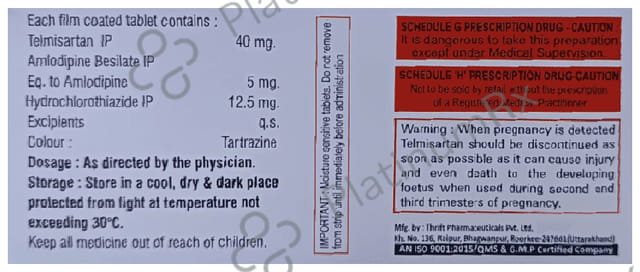 Each film coated tablet contains :
Telmisartan IP 40 mg.
Amlodipine Besilate IP
Eq. to Amlodipine 5 mg.
Hydrochlorothiazide IP 12.5 mg.
Excipients q.s.
Colour : Tartrazine
Dosage : As directed by the physician.
Storage : Store in a cool, dry & dark place
protected from light at temperature not
exceeding 30°C.
Keep all medicine out of reach of children.
IMPORTANT : Moisture sensitive tablets. Do not remove
from strip until immediately before administration
SCHEDULE G PRESCRIPTION DRUG - CAUTION
It is dangerous to take this preparation
except under Medical Supervision.
SCHEDULE 'H' PRESCRIPTION DRUG-CAUTION
Not to be sold by retail without the prescription
of a Registered Medical Practitioner
Warning : When pregnancy is detected
Telmisartan should be discontinued as
soon as possible as it can cause injury
and even death to the developing
foetus when used during second and
third trimesters of pregnancy.
Mfg. by : Thrift Pharmaceuticals Pvt. Ltd.
Kh. No. 136, Raipur, Bhagwanpur, Roorkee-247661(Uttarakhand)
AN ISO 9001:2015/QMS & G.M.P Certified Company
PlatinumRx